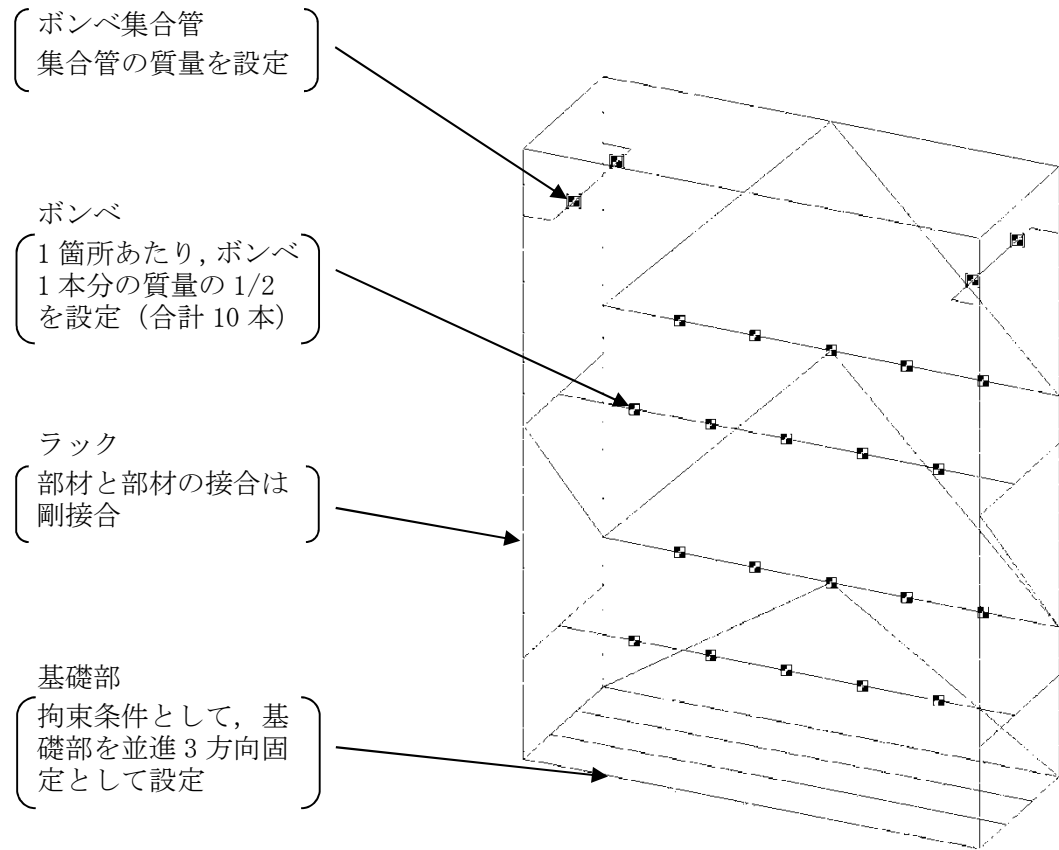 ボンベ集合管
集合管の質量を設定
ボンベ
1箇所あたり,ボンベ
1本分の質量の1/2
を設定（合計10本）
ラック
部材と部材の接合は
剛接合
基礎部
拘束条件として，基
礎部を並進3方向固
定として設定